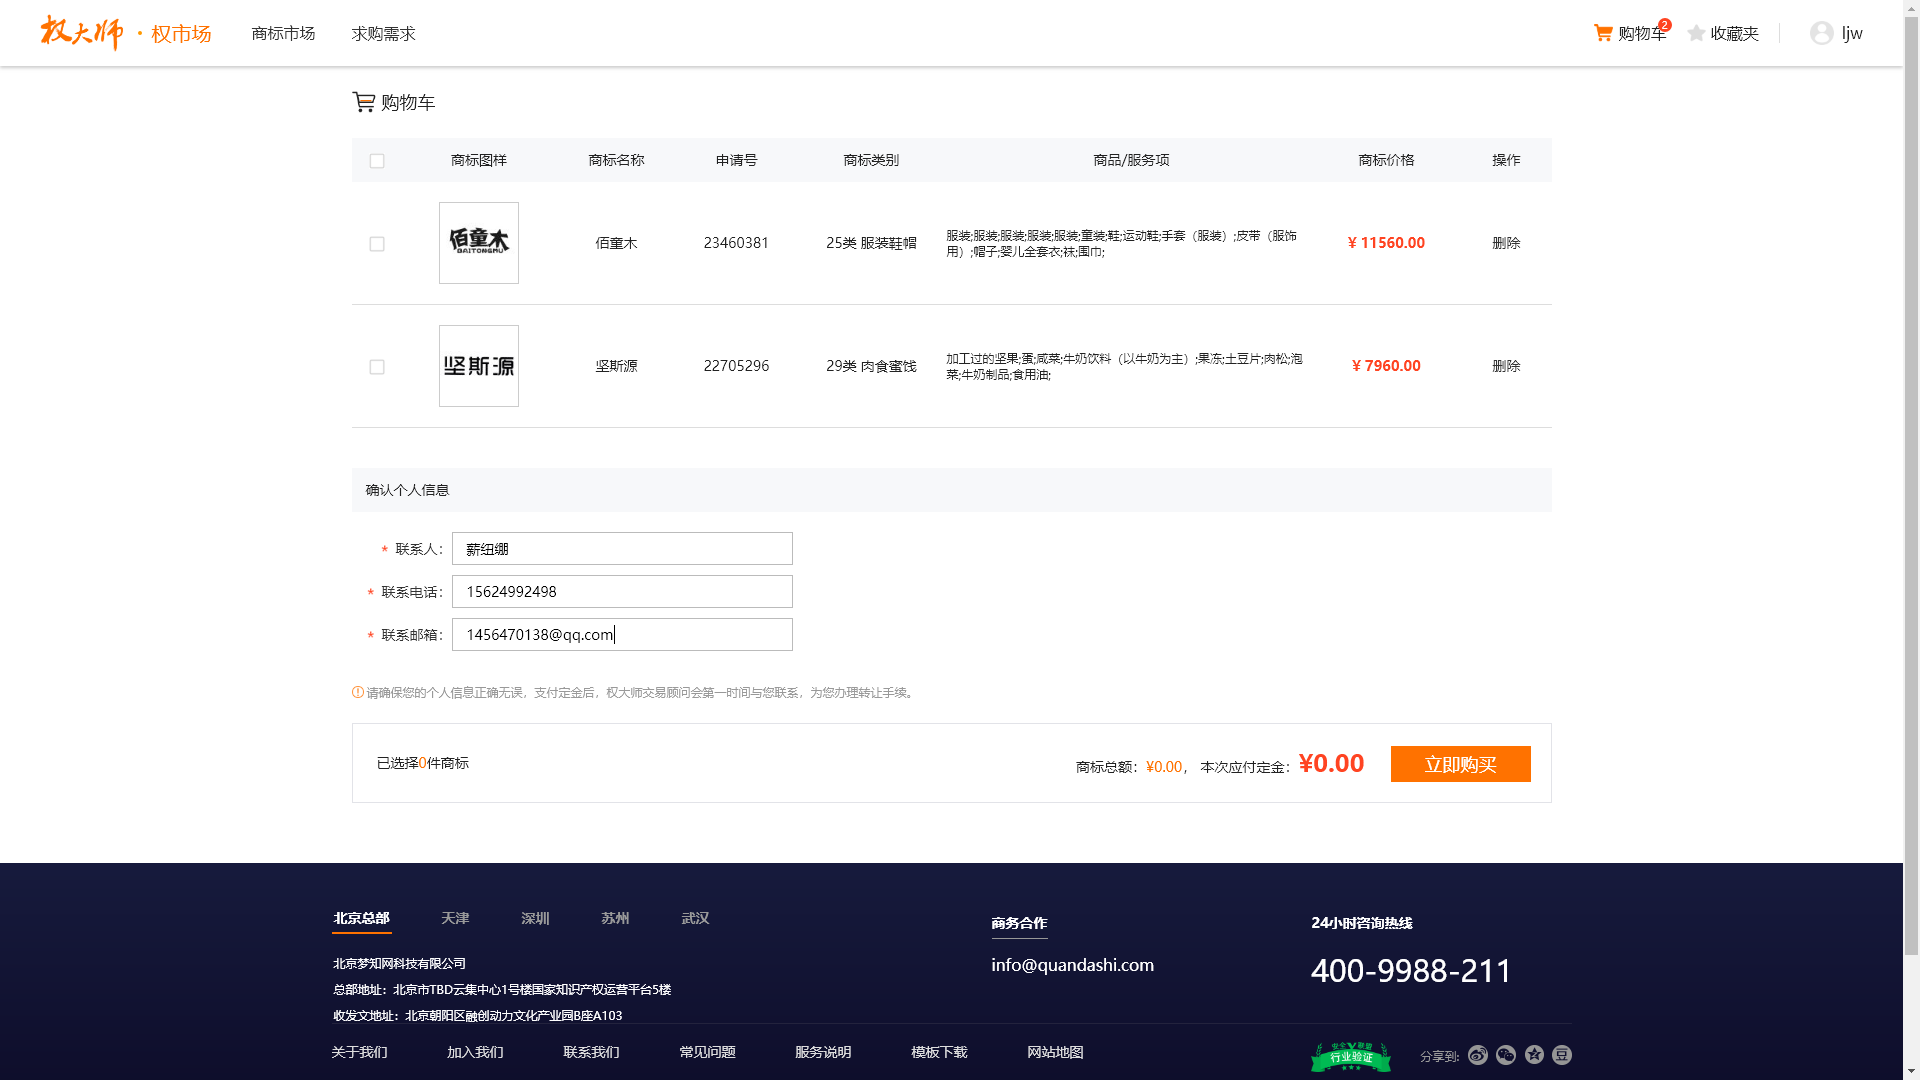 权大师 · 权市场
商标市场
求购需求
购物车
2
收藏夹
ljw
购物车
商标图样 商标名称 申请号 商标类别 商品/服务项 商标价格 操作
佰童木
BAITONGMU
佰童木
23460381
25类 服装鞋帽
服装;服装;服装;服装;服装;童装;鞋;运动鞋;手套（服装）;皮带（服饰
用）;帽子;婴儿全套衣;袜;围巾;
¥ 11560.00
删除
坚斯源
坚斯源
22705296
29类 肉食蜜饯
加工过的坚果;蛋;咸菜;牛奶饮料（以牛奶为主）;果冻;土豆片;肉松;泡
菜;牛奶制品;食用油;
¥ 7960.00
删除
确认个人信息
* 联系人： 薪纽绷
* 联系电话： 15624992498
* 联系邮箱： 1456470138@qq.com
请确保您的个人信息正确无误，支付定金后，权大师交易顾问会第一时间与您联系，为您办理转让手续。
已选择0件商标
商标总额：¥0.00， 本次应付定金：¥0.00
立即购买
北京总部 天津 深圳 苏州 武汉
北京梦知网科技有限公司
总部地址：北京市TBD云集中心1号楼国家知识产权运营平台5楼
收发文地址：北京朝阳区融创动力文化产业园B座A103
商务合作
info@quandashi.com
24小时咨询热线
400-9988-211
关于我们 加入我们 联系我们 常见问题 服务说明 模板下载 网站地图
安全V联盟
行业验证
分享到:
豆